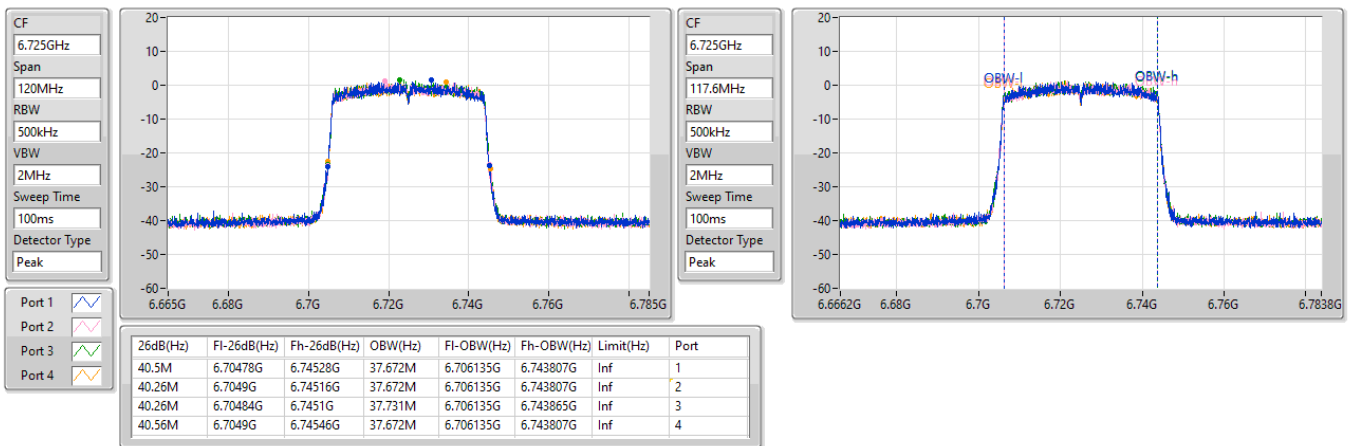 CF
6.725GHz
Span
120MHz
RBW
500kHz
VBW
2MHz
Sweep Time
100ms
Detector Type
Peak
20
10
0
-10
-20
-30
-40
-50
-60
6.665G 6.68G 6.7G 6.72G 6.74G 6.76G 6.785G
CF
6.725GHz
Span
117.6MHz
RBW
500kHz
VBW
2MHz
Sweep Time
100ms
Detector Type
Peak
20
10
0
-10
-20
-30
-40
-50
-60
OBW-l OBW-h
6.6662G 6.68G 6.7G 6.72G 6.74G 6.76G 6.7838G
Port 1
Port 2
Port 3
Port 4
26dB(Hz) Fl-26dB(Hz) Fh-26dB(Hz) OBW(Hz) Fl-OBW(Hz) Fh-OBW(Hz) Limit(Hz) Port
40.5M 6.70478G 6.74528G 37.672M 6.706135G 6.743807G Inf 1
40.26M 6.7049G 6.74516G 37.672M 6.706135G 6.743807G Inf 2
40.26M 6.70484G 6.7451G 37.731M 6.706135G 6.743865G Inf 3
40.56M 6.7049G 6.74546G 37.672M 6.706135G 6.743807G Inf 4